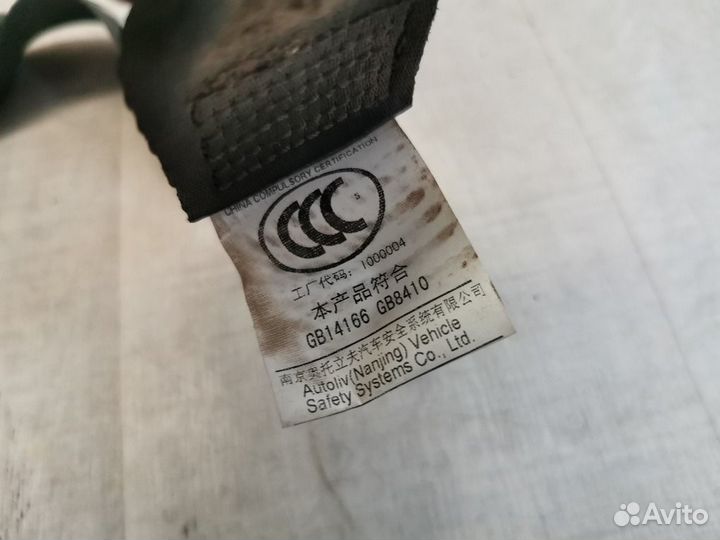 CHINA COMPULSORY CERTIFICATION
CCC S
工厂代码：I000004
本产品符合
GB14166 GB8410
南京奥托立夫汽车安全系统有限公司
Autoliv(Nanjing) Vehicle
Safety Systems Co., Ltd.
Avito